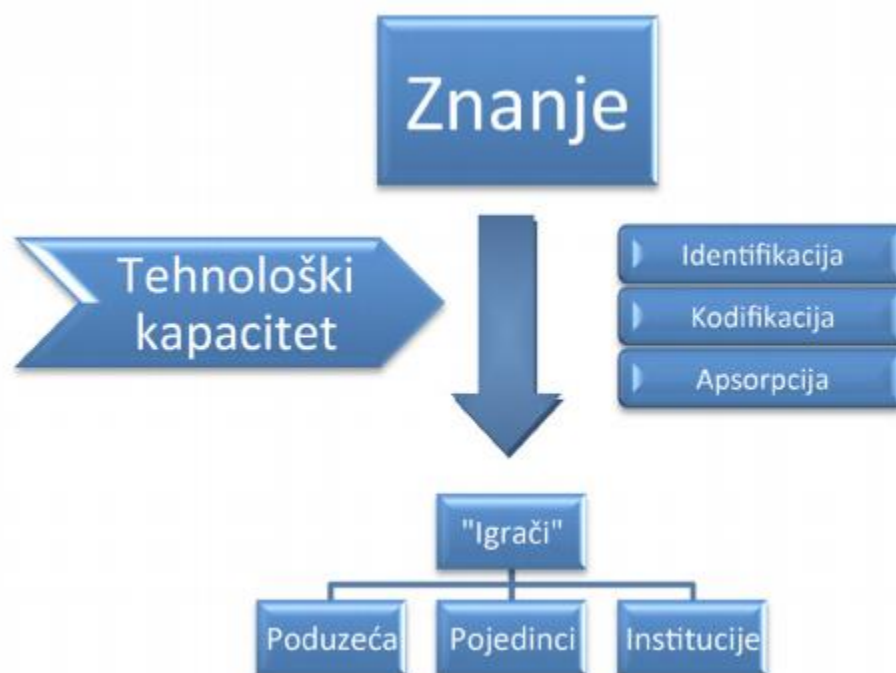 Znanje
Tehnološki
kapacitet
Identifikacija
Kodifikacija
Apsorpcija
"Igrači"
Poduzeća
Pojedinci
Institucije